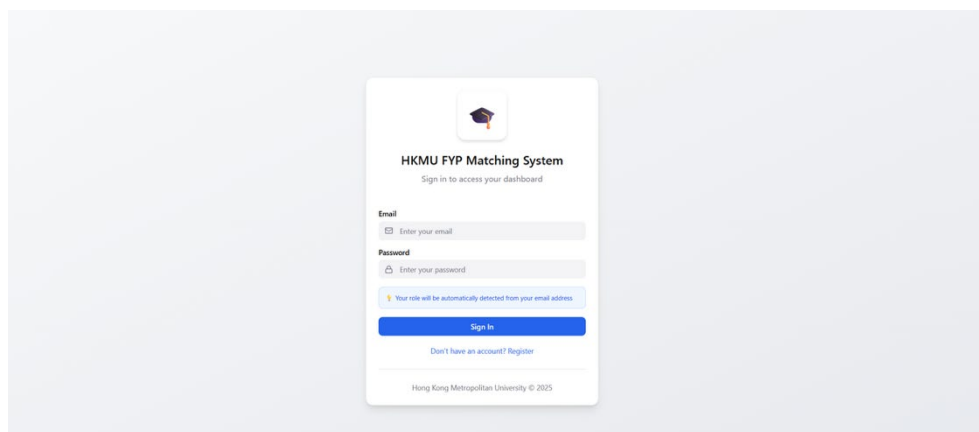 HKMU FYP Matching System
Sign in to access your dashboard
Email
Enter your email
Password
Enter your password
Your role will be automatically detected from your email address
Sign In
Don't have an account? Register
Hong Kong Metropolitan University © 2025